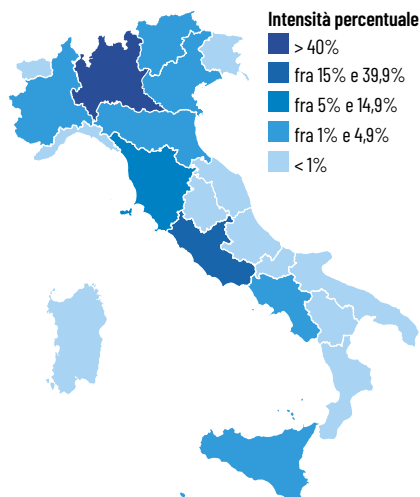 Intensità percentuale
> 40%
fra 15% e 39,9%
fra 5% e 14,9%
fra 1% e 4,9%
< 1%